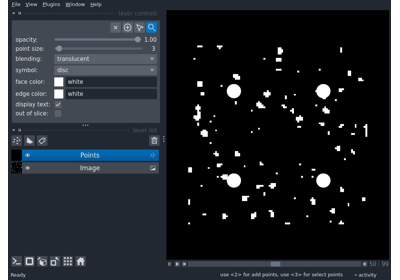 File View Plugins Window Help
layer controls
opacity: 1.00
point size: 3
blending: translucent
symbol: disc
face color: white
edge color: white
display text:
out of slice:
layer list
Points
Image
0 50 99
Ready use <2> for add points, use <3> for select points activity